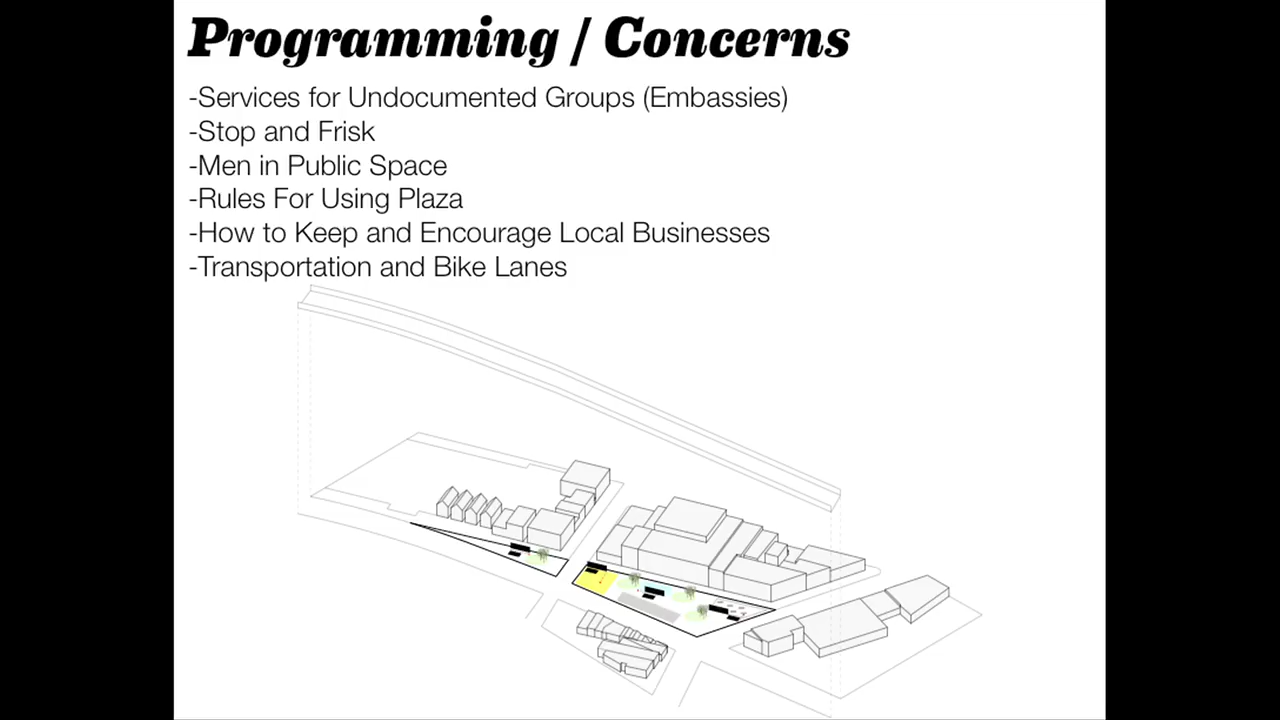 Programming / Concerns
-Services for Undocumented Groups (Embassies)
-Stop and Frisk
-Men in Public Space
-Rules For Using Plaza
-How to Keep and Encourage Local Businesses
-Transportation and Bike Lanes